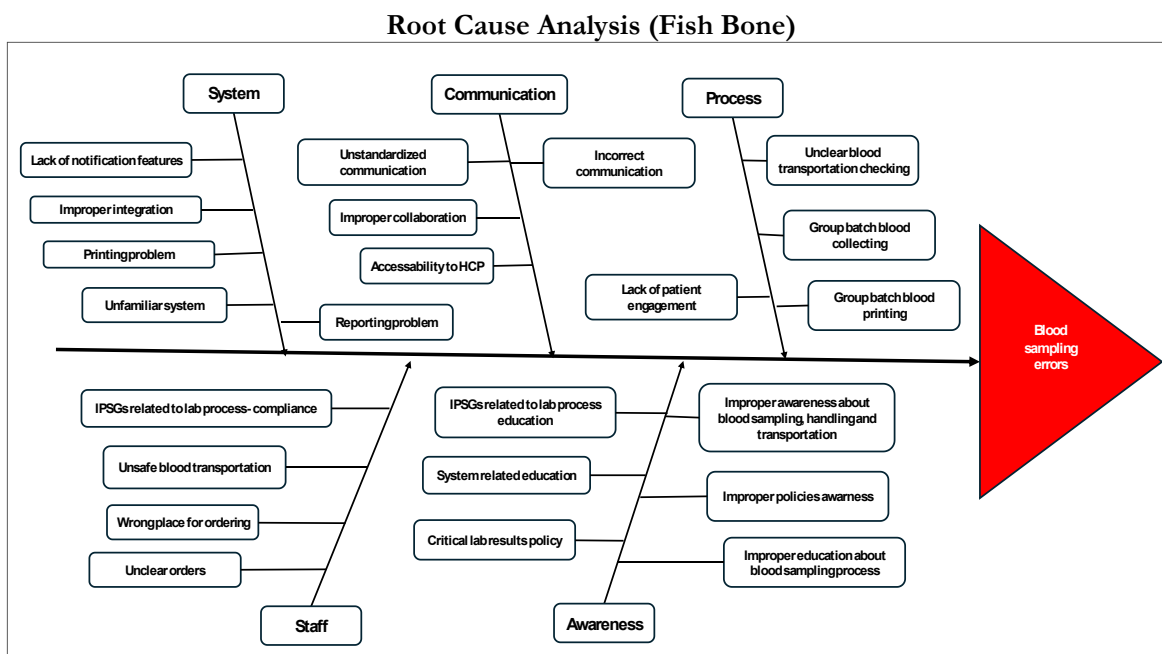 Root Cause Analysis (Fish Bone)
System
Communication
Process
Lack of notification features
Improper integration
Printing problem
Unfamiliar system
Reporting problem
Unstandardized
communication
Incorrect
communication
Improper collaboration
Accessability to HCP
Unclear blood
transportation checking
Group batch blood
collecting
Lack of patient
engagement
Group batch blood
printing
Blood
sampling
errors
IPSGs related to lab process- compliance
Unsafe blood transportation
Wrong place for ordering
Unclear orders
Staff
IPSGs related to lab process
education
Improper awareness about
blood sampling, handling and
transportation
System related education
Improper policies awarness
Critical lab results policy
Improper education about
blood sampling process
Awareness